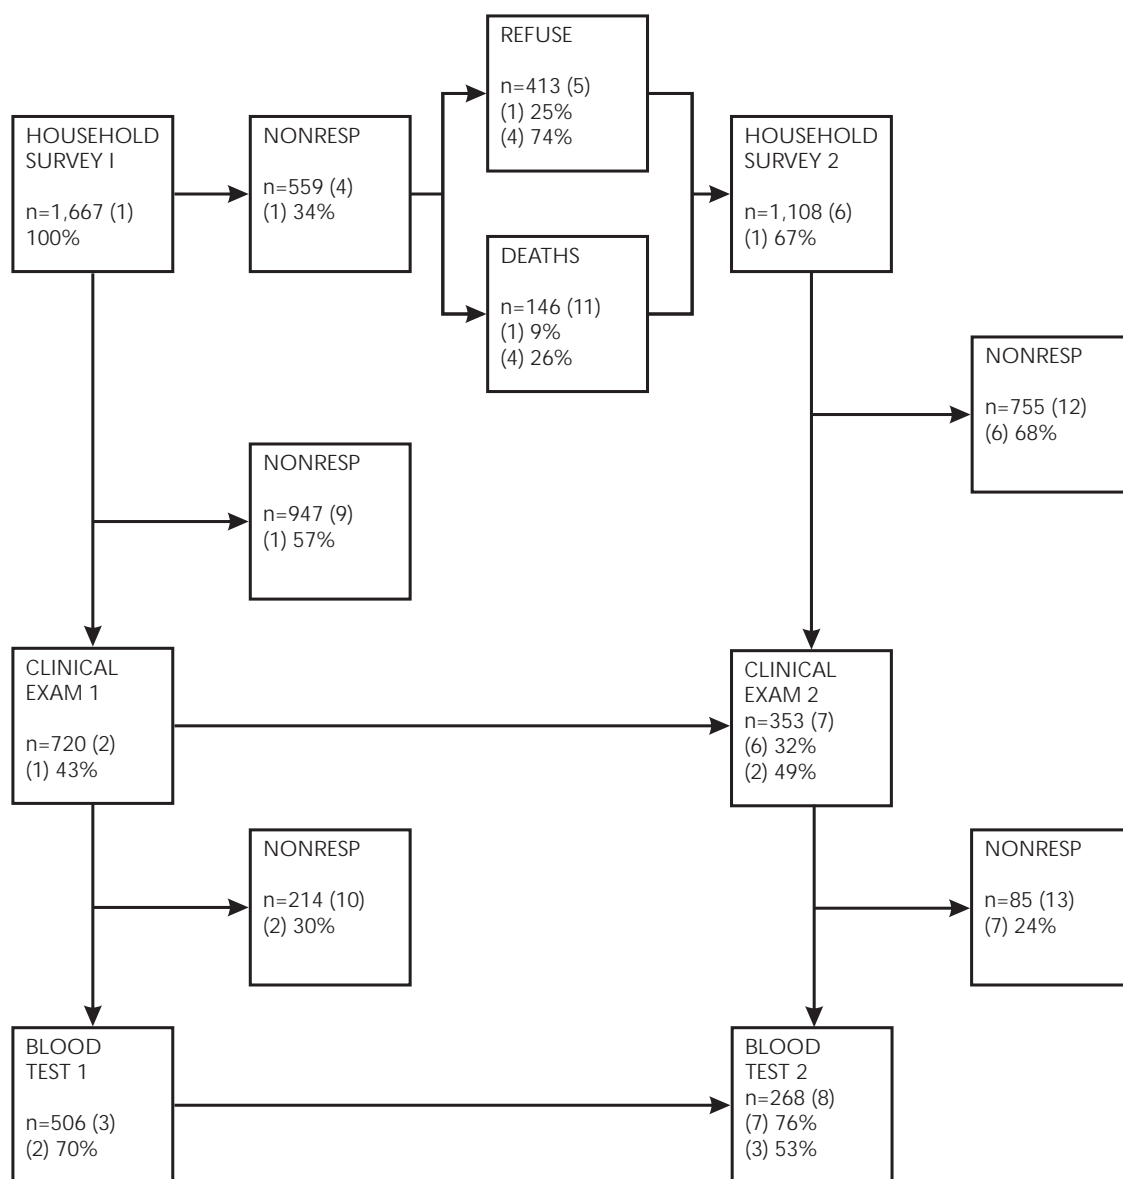 REFUSE
n=413 (5)
(1) 25%
(4) 74%
HOUSEHOLD
SURVEY I
n=1,667 (1)
100%
NONRESP
n=559 (4)
(1) 34%
HOUSEHOLD
SURVEY 2
n=1,108 (6)
(1) 67%
DEATHS
n=146 (11)
(1) 9%
(4) 26%
NONRESP
n=755 (12)
(6) 68%
NONRESP
n=947 (9)
(1) 57%
CLINICAL
EXAM 1
n=720 (2)
(1) 43%
CLINICAL
EXAM 2
n=353 (7)
(6) 32%
(2) 49%
NONRESP
n=214 (10)
(2) 30%
NONRESP
n=85 (13)
(7) 24%
BLOOD
TEST 1
n=506 (3)
(2) 70%
BLOOD
TEST 2
n=268 (8)
(7) 76%
(3) 53%